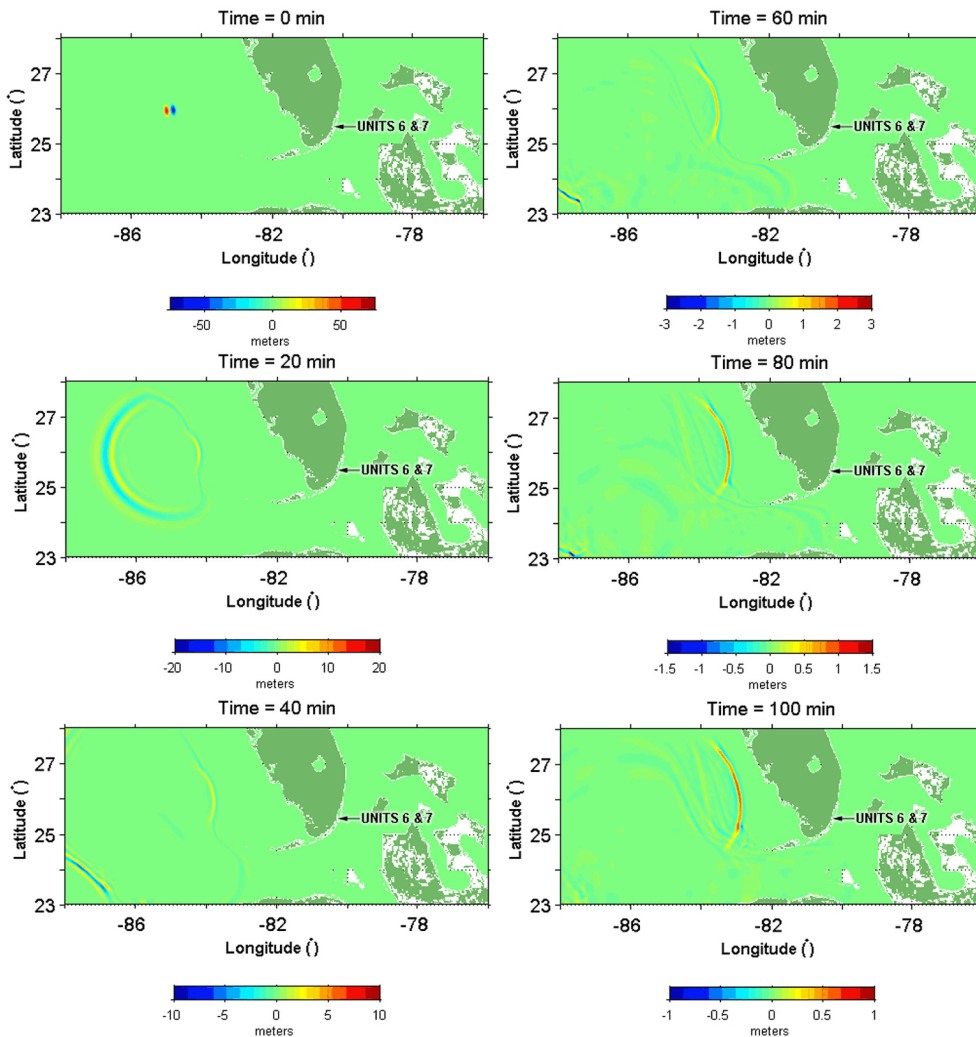 Time = 0 min
27
25
23
Latitude (°)
UNITS 6 & 7
-86 -82 -78
Longitude (°)
-50 0 50
meters
Time = 60 min
27
25
23
Latitude (°)
UNITS 6 & 7
-86 -82 -78
Longitude (°)
-3 -2 -1 0 1 2 3
meters
Time = 20 min
27
25
23
Latitude (°)
UNITS 6 & 7
-86 -82 -78
Longitude (°)
-20 -10 0 10 20
meters
Time = 80 min
27
25
23
Latitude (°)
UNITS 6 & 7
-86 -82 -78
Longitude (°)
-1.5 -1 -0.5 0 0.5 1 1.5
meters
Time = 40 min
27
25
23
Latitude (°)
UNITS 6 & 7
-86 -82 -78
Longitude (°)
-10 -5 0 5 10
meters
Time = 100 min
27
25
23
Latitude (°)
UNITS 6 & 7
-86 -82 -78
Longitude (°)
-1 -0.5 0 0.5 1
meters